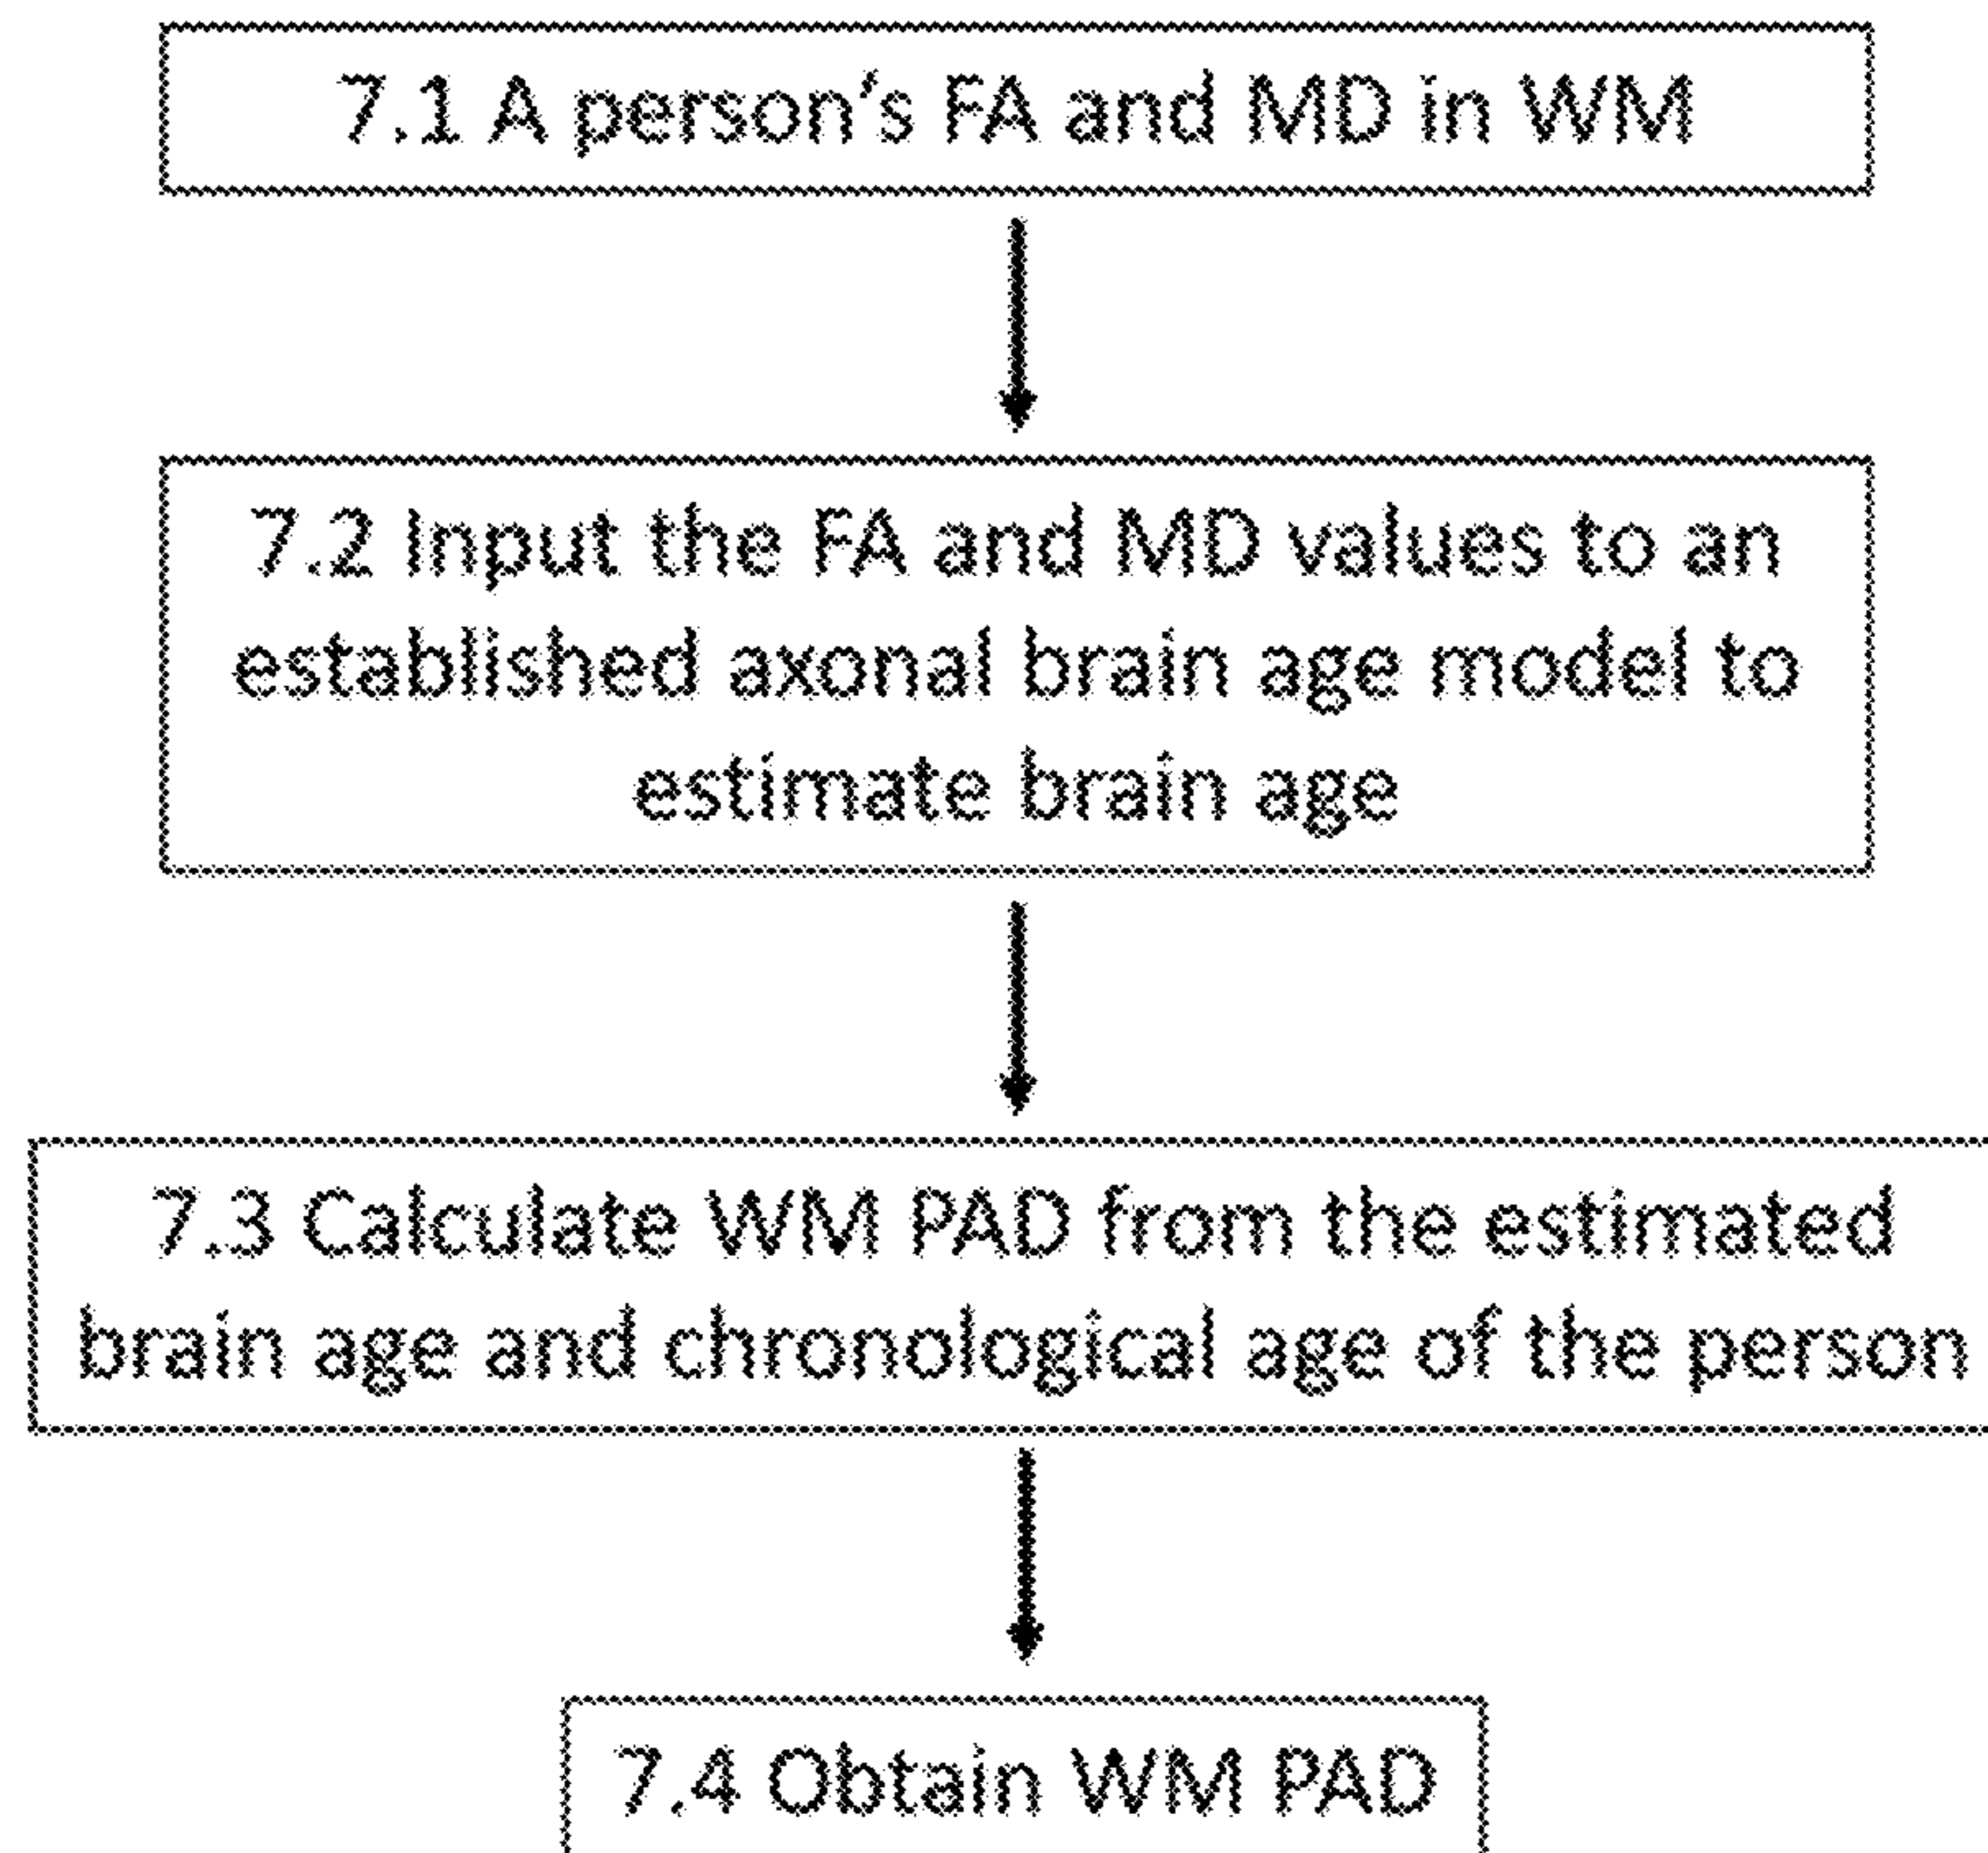 7.1 A person's FA and MD in WM
7.2 Input the FA and MD values to an
established axonal brain age model to
estimate brain age
7.3 Calculate WM PAD from the estimated
brain age and chronological age of the person
7.4 Obtain WM PAD